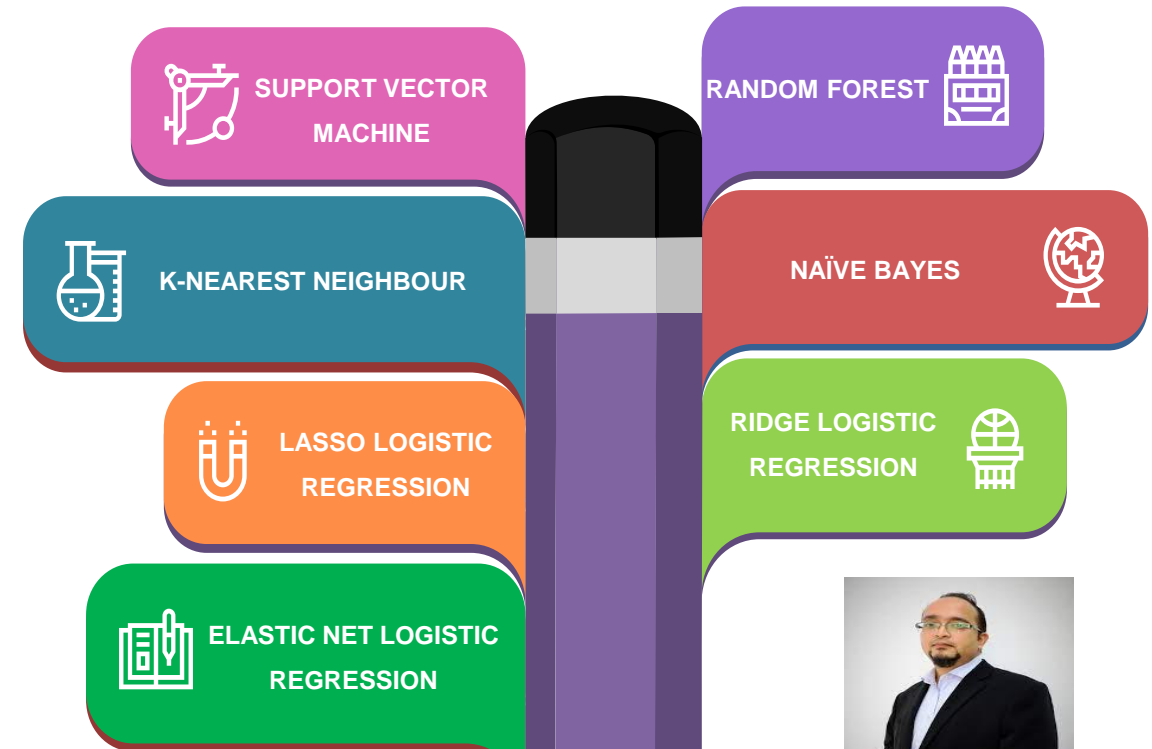 SUPPORT VECTOR
MACHINE
RANDOM FOREST
K-NEAREST NEIGHBOUR
NAÏVE BAYES
LASSO LOGISTIC
REGRESSION
RIDGE LOGISTIC
REGRESSION
ELASTIC NET LOGISTIC
REGRESSION